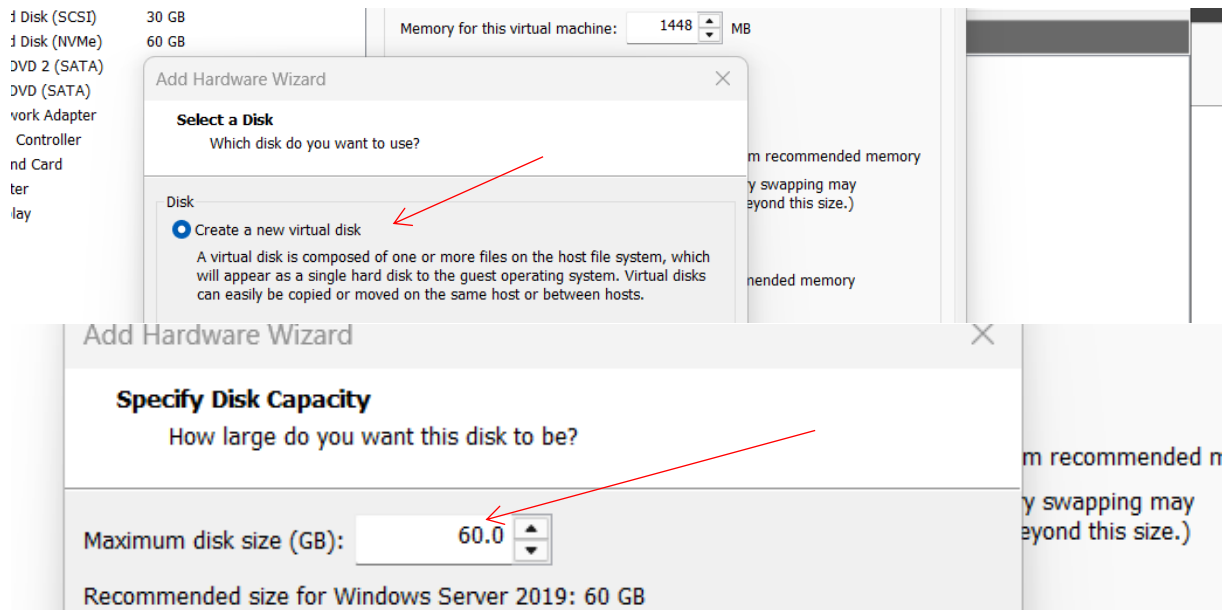 d Disk (SCSI) 30 GB
d Disk (NVMe) 60 GB
DVD 2 (SATA)
DVD (SATA)
work Adapter
Controller
nd Card
ter
lay
Memory for this virtual machine: 1448 MB
Add Hardware Wizard
Select a Disk
Which disk do you want to use?
Disk
Create a new virtual disk
A virtual disk is composed of one or more files on the host file system, which
will appear as a single hard disk to the guest operating system. Virtual disks
can easily be copied or moved on the same host or between hosts.
m recommended memory
y swapping may
eyond this size.)
mended memory
Add Hardware Wizard
Specify Disk Capacity
How large do you want this disk to be?
Maximum disk size (GB): 60.0
Recommended size for Windows Server 2019: 60 GB
m recommended m
y swapping may
eyond this size.)